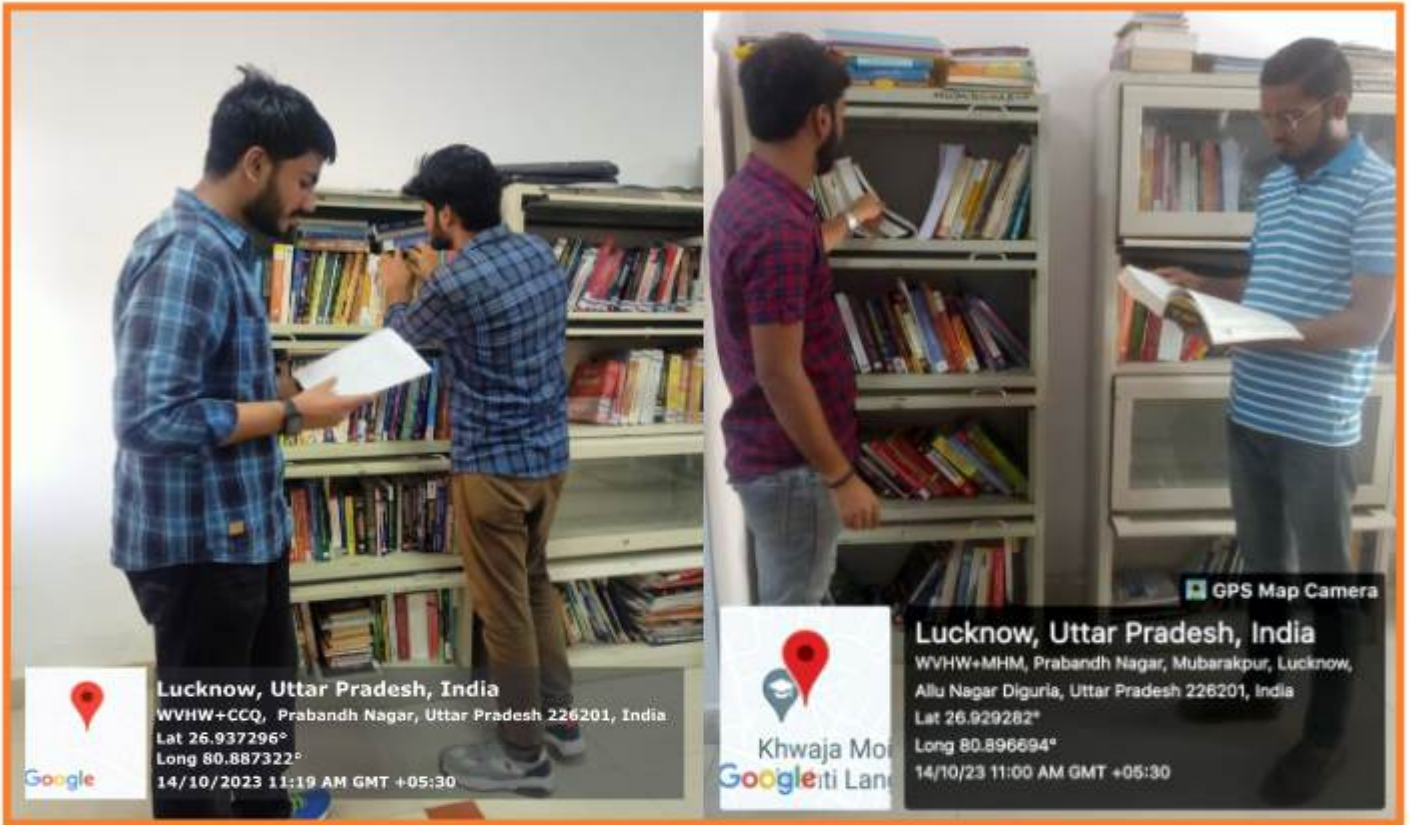 Lucknow, Uttar Pradesh, India
WVHW+CCQ, Prabandh Nagar, Uttar Pradesh 226201, India
Lat 26.937296°
Long 80.887322°
14/10/2023 11:19 AM GMT +05:30
Google
GPS Map Camera
Lucknow, Uttar Pradesh, India
WVHW+MHM, Prabandh Nagar, Mubarakpur, Lucknow,
Allu Nagar Diguria, Uttar Pradesh 226201, India
Lat 26.929282°
Long 80.896694°
14/10/23 11:00 AM GMT +05:30
Khwaja Moi
Google iti Lang